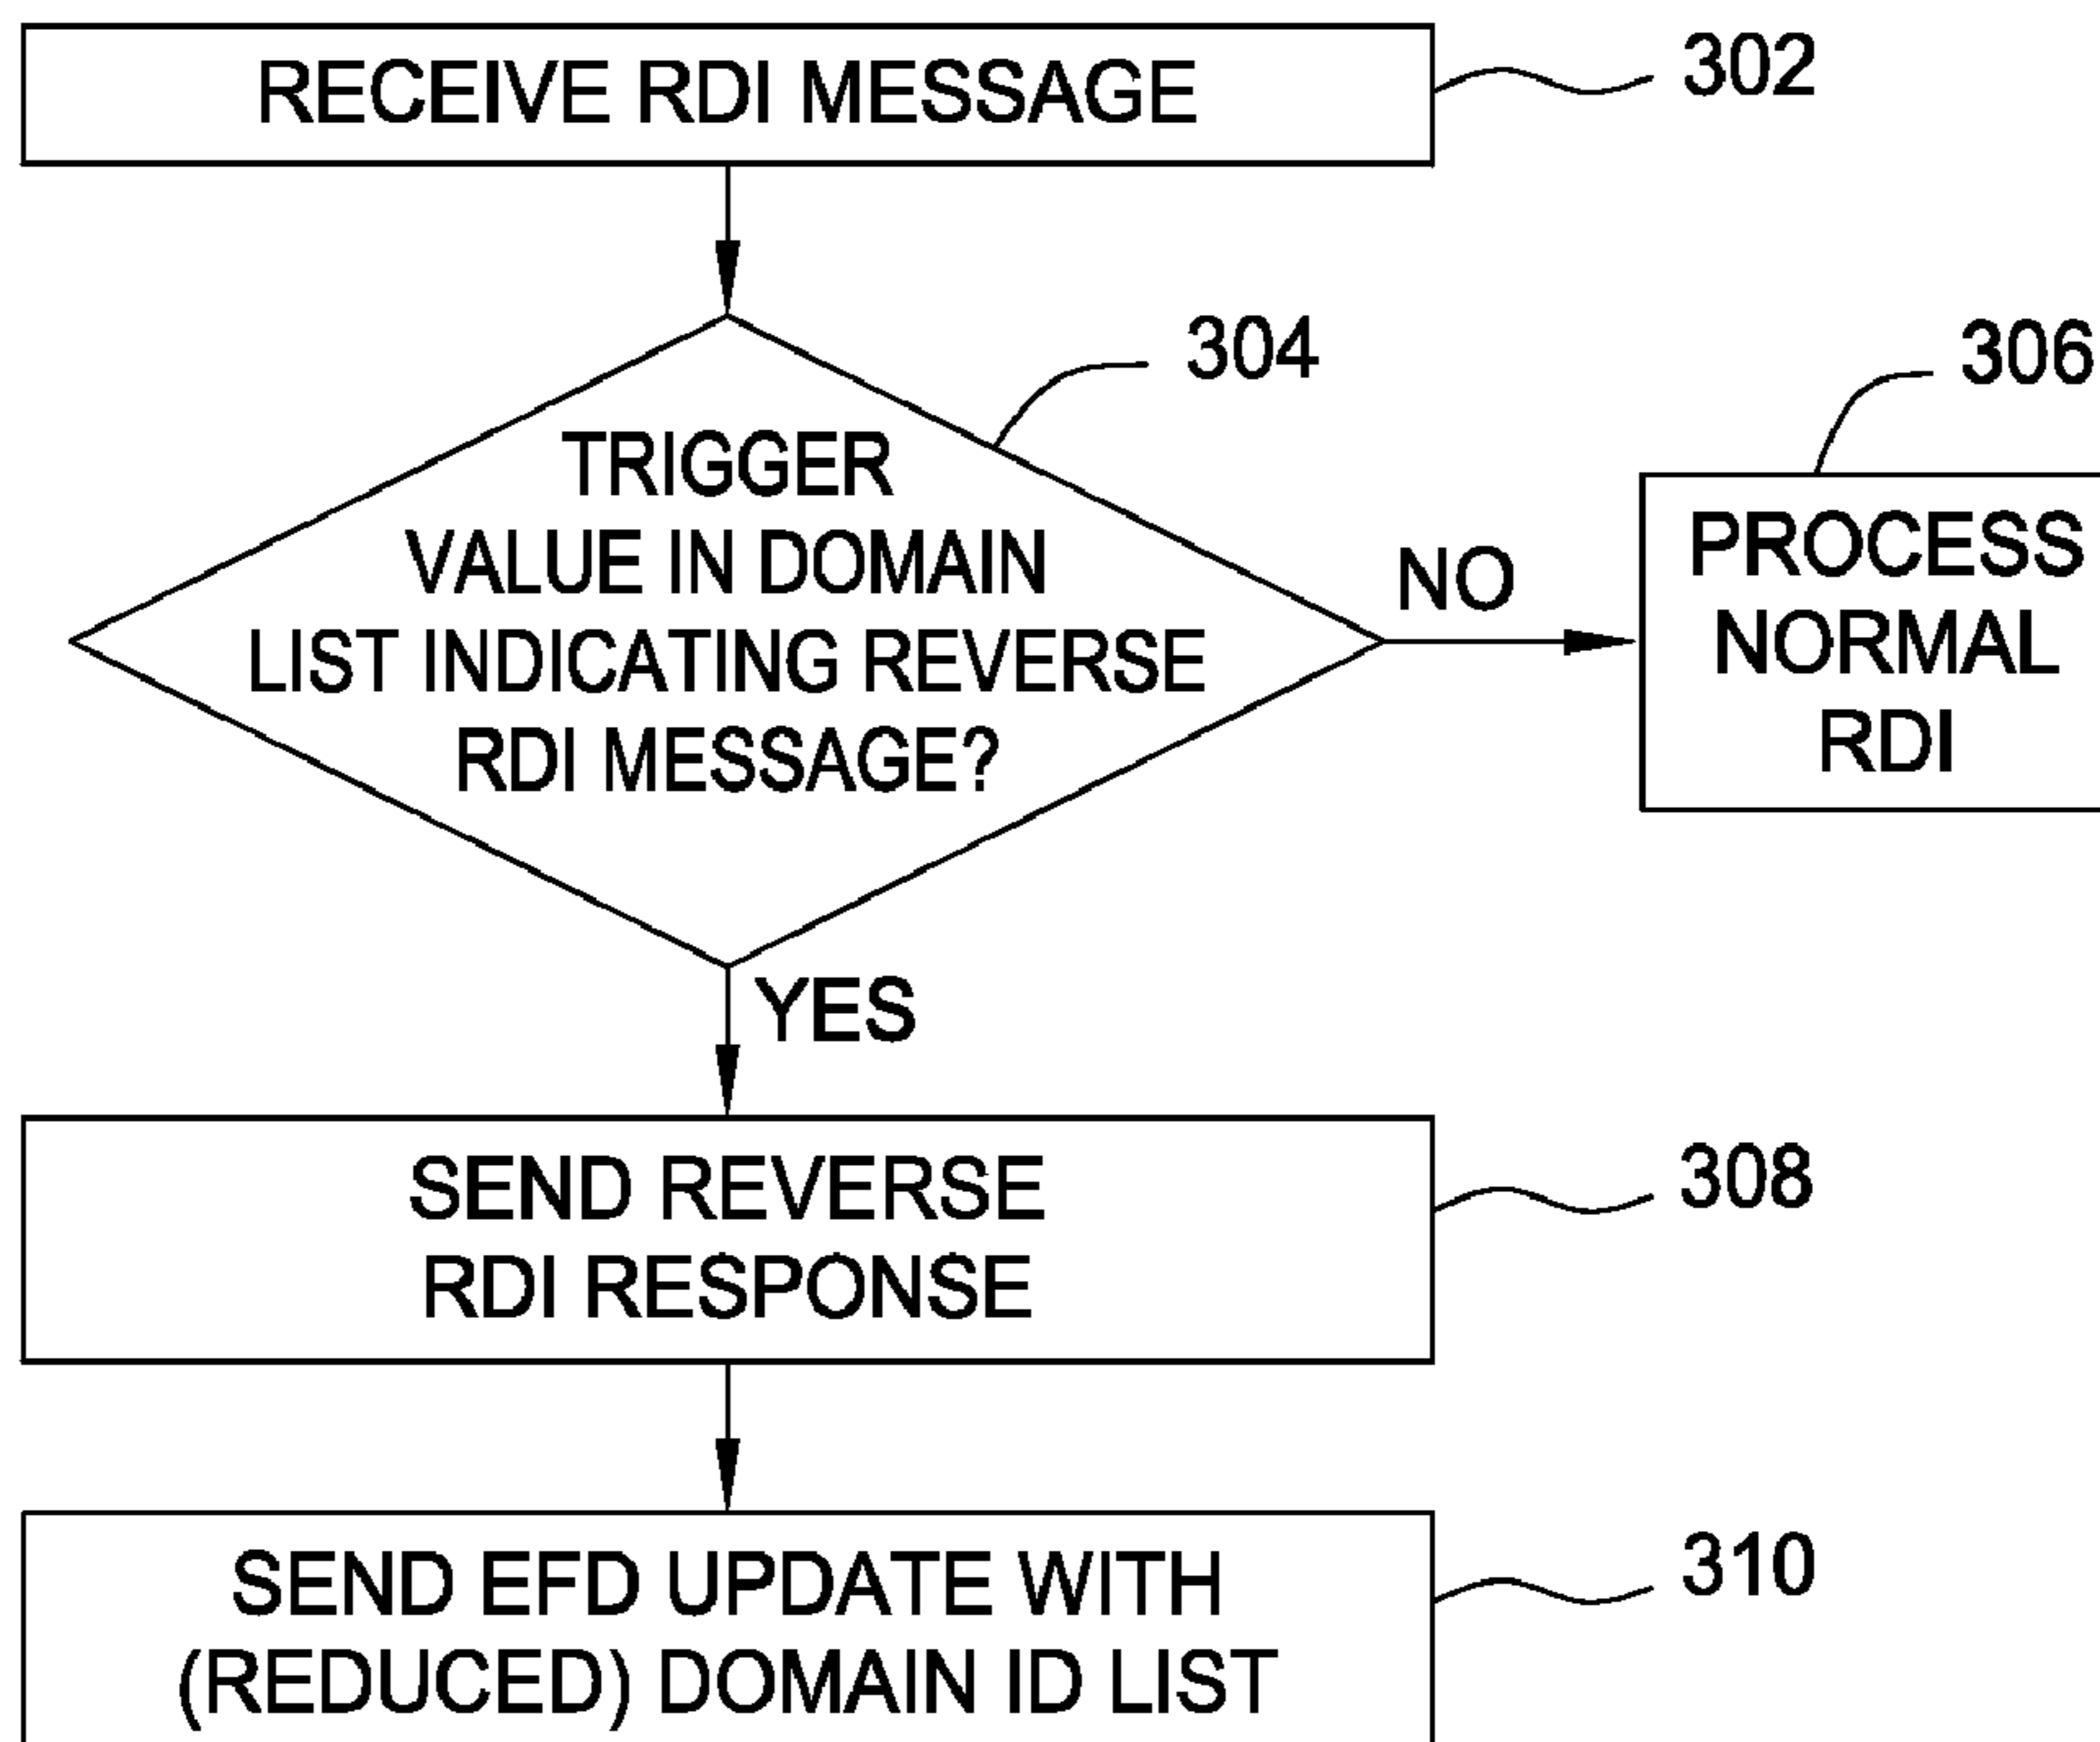 RECEIVE RDI MESSAGE
302
304
TRIGGER
VALUE IN DOMAIN
LIST INDICATING REVERSE
RDI MESSAGE?
NO
306
PROCESS
NORMAL
RDI
YES
SEND REVERSE
RDI RESPONSE
308
SEND EFD UPDATE WITH
(REDUCED) DOMAIN ID LIST
310